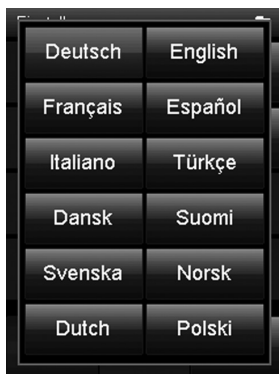 Deutsch English
Français Español
Italiano Türkçe
Dansk Suomi
Svenska Norsk
Dutch Polski